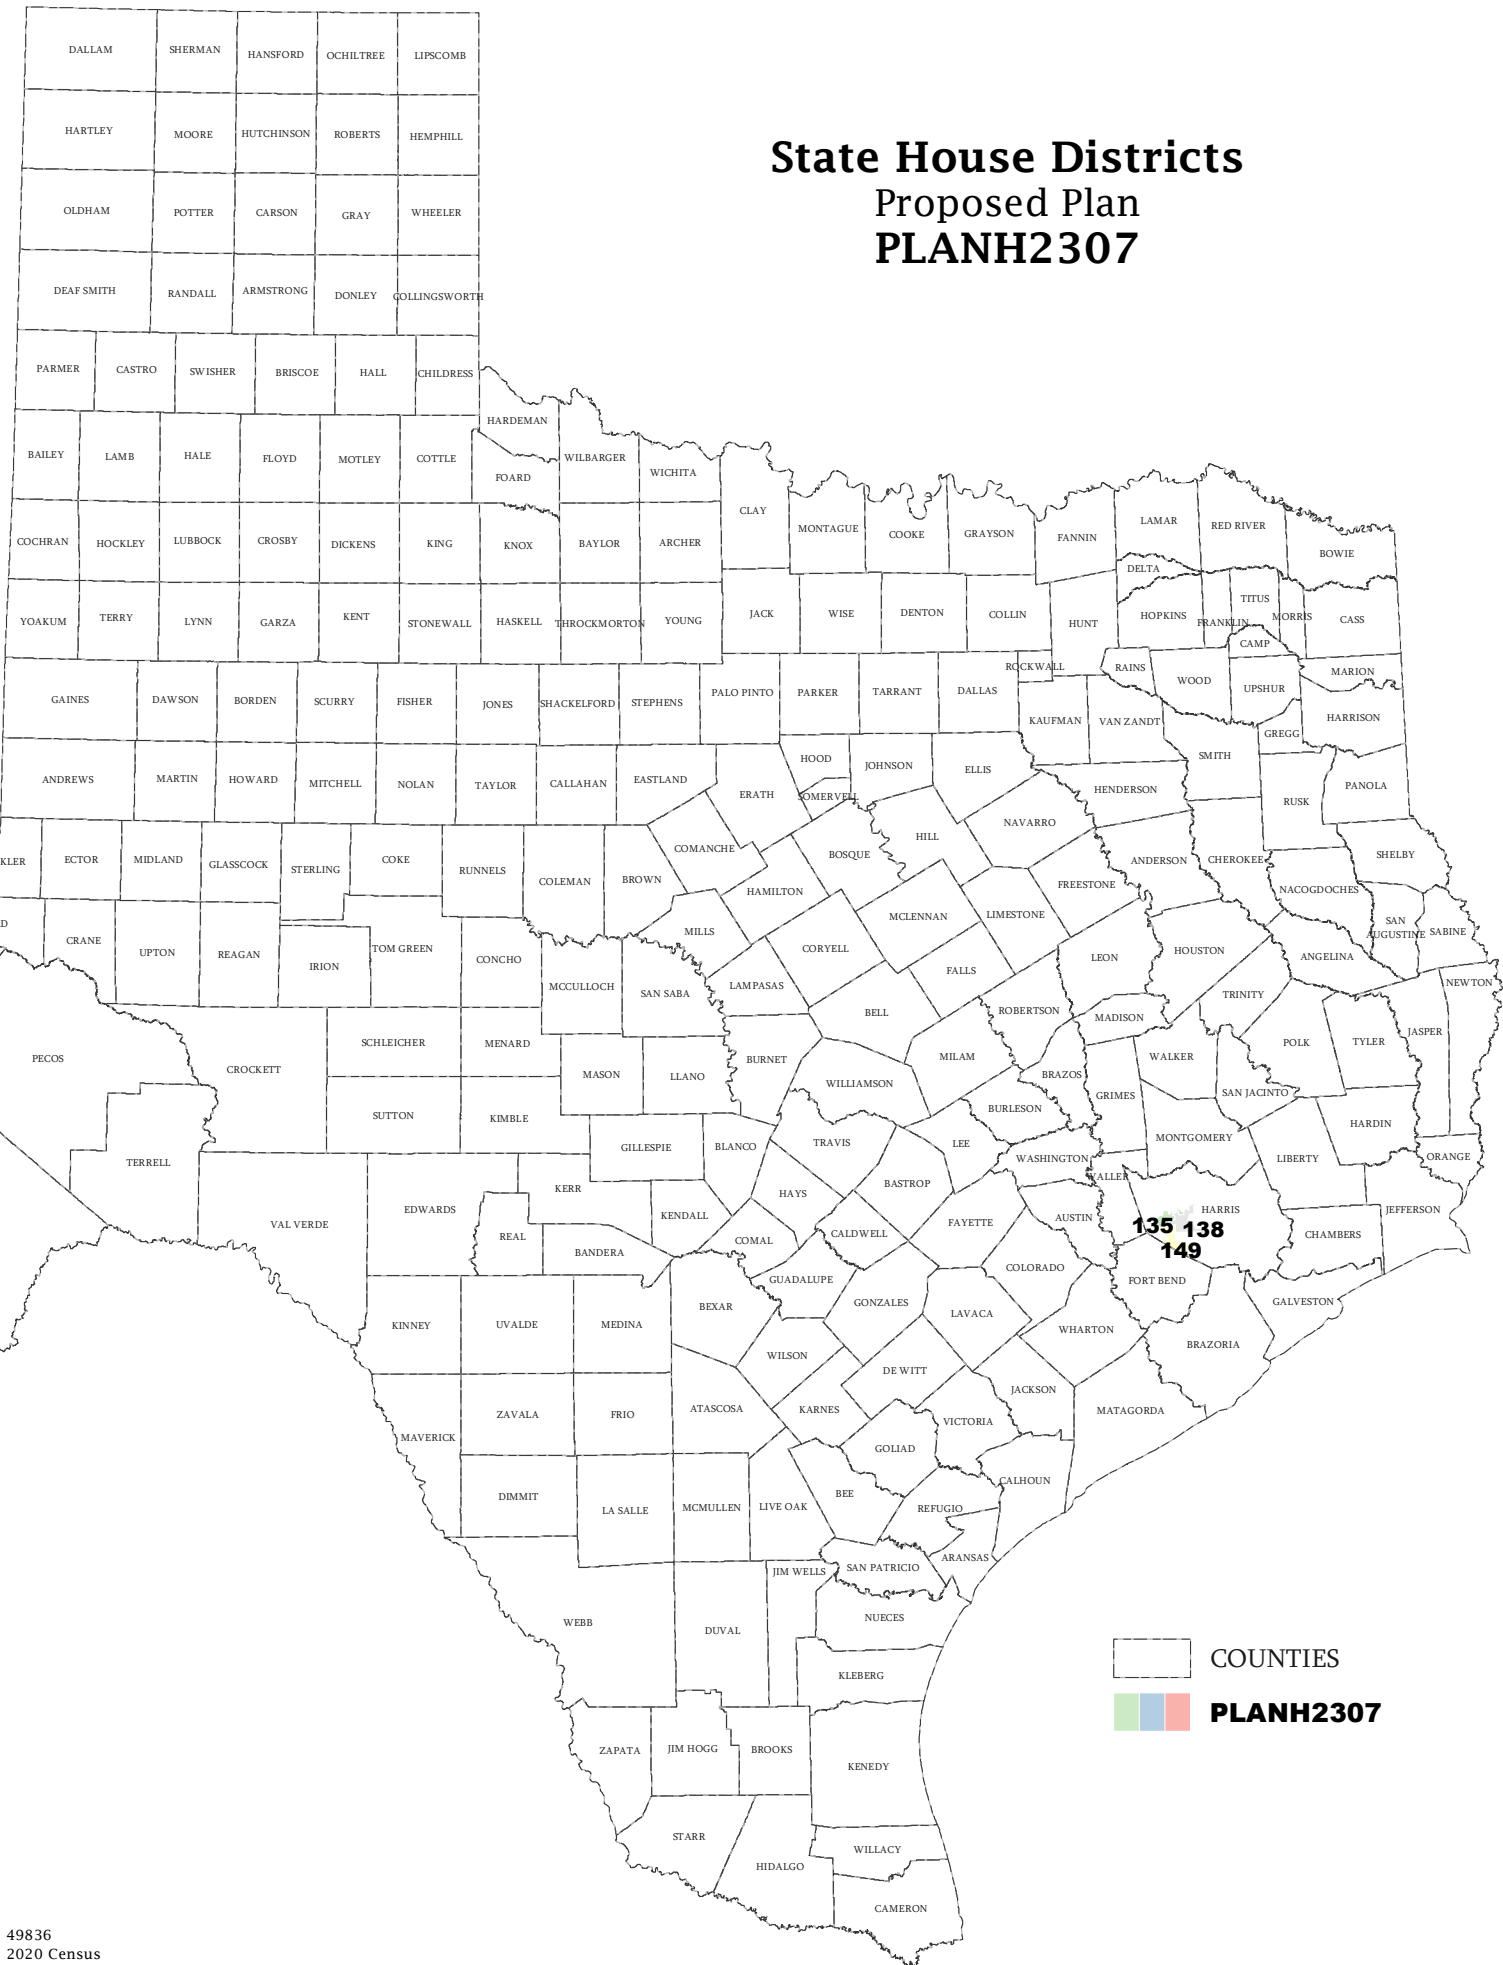 State House Districts
Proposed Plan
PLANH2307
DALLAM SHERMAN HANSFORD OCHILTREE LIPSCOMB
HARTLEY MOORE HUTCHINSON ROBERTS HEMPHILL
OLDHAM POTTER CARSON GRAY WHEELER
DEAF SMITH RANDALL ARMSTRONG DONLEY COLLINGSWORTH
PARMER CASTRO SWISHER BRISCOE HALL CHILDRESS
HARDEMAN
BAILEY LAMB HALE FLOYD MOTLEY COTTLE FOARD WILBARGER WICHITA
CLAY MONTAGUE COOKE GRAYSON FANNIN LAMAR RED RIVER BOWIE
COCHRAN HOCKLEY LUBBOCK CROSBY DICKENS KING KNOX BAYLOR ARCHER
DELTA
YOAKUM TERRY LYNN GARZA KENT STONEWALL HASKELL THROCKMORTON YOUNG JACK WISE DENTON COLLIN HUNT HOPKINS FRANKLIN TITUS MORRIS CASS
CAMP
ROCKWALL RAINS WOOD UPSHUR MARION
GAINES DAWSON BORDEN SCURRY FISHER JONES SHACKELFORD STEPHENS PALO PINTO PARKER TARRANT DALLAS
KAUFMAN VAN ZANDT GREGG HARRISON
ANDREWS MARTIN HOWARD MITCHELL NOLAN TAYLOR CALLAHAN EASTLAND ERATH HOOD JOHNSON ELLIS SMITH
SOMERVELL HENDERSON RUSK PANOLA
KLER ECTOR MIDLAND GLASSCOCK STERLING COKE RUNNELS COLEMAN BROWN COMANCHE BOSQUE HILL NAVARRO
HAMILTON FREESTONE ANDERSON CHEROKEE NACOGDOCHES SHELBY
D CRANE UPTON REAGAN IRION TOM GREEN CONCHO MILLS CORYELL MCLENNAN LIMESTONE
SAN
AUGUSTINE SABINE
MCCULLOCH SAN SABA LAMPASAS BELL FALLS LEON HOUSTON ANGELINA
ROBERTSON MADISON TRINITY NEWTON
PECOS CROCKETT SCHLEICHER MENARD MASON LLANO BURNET WILLIAMSON MILAM BRAZOS WALKER POLK TYLER JASPER
SUTTON KIMBLE BURLESON GRIMES SAN JACINTO HARDIN
TERRELL GILLESPIE BLANCO TRAVIS LEE WASHINGTON MONTGOMERY LIBERTY ORANGE
VAL VERDE EDWARDS KERR KENDALL HAYS BASTROP WALLER
REAL BANDERA COMAL CALDWELL FAYETTE AUSTIN HARRIS CHAMBERS JEFFERSON
135 138
149
GUADALUPE COLORADO FORT BEND
KINNEY UVALDE MEDINA BEXAR GONZALES LAVACA WHARTON GALVESTON
WILSON BRAZORIA
DE WITT JACKSON
MAVERICK ZAVALA FRIO ATASCOSA KARNES VICTORIA MATAGORDA
GOLIAD
DIMMIT LA SALLE MCMULLEN LIVE OAK BEE REFUGIO CALHOUN
ARANSAS
JIM WELLS SAN PATRICIO
WEBB DUVAL NUECES
KLEBERG
ZAPATA JIM HOGG BROOKS KENEDY
STARR HIDALGO WILLACY
CAMERON
COUNTIES
PLANH2307
49836
2020 Census